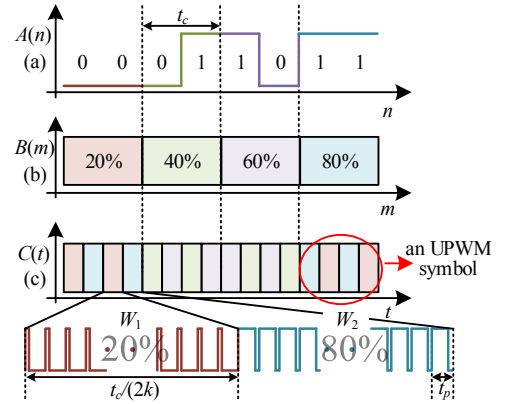 A(n)
(a)
t_c
0 0 0 1 1 0 1 1
n
B(m)
(b)
20% 40% 60% 80%
m
C(t)
(c)
an UPWM
symbol
t
W_1 W_2
20% 80%
t_c/(2k)
t_p